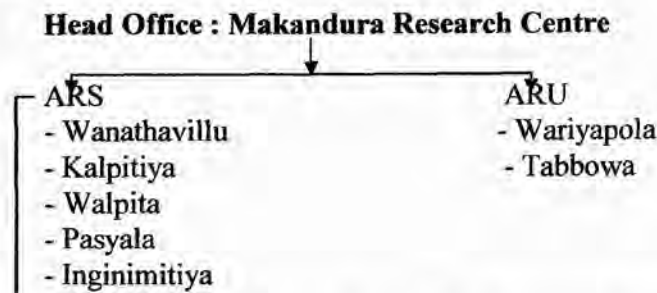 Head Office : Makandura Research Centre
ARS
- Wanathavillu
- Kalpitiya
- Walpita
- Pasyala
- Inginimitiya
ARU
- Wariyapola
- Tabbowa